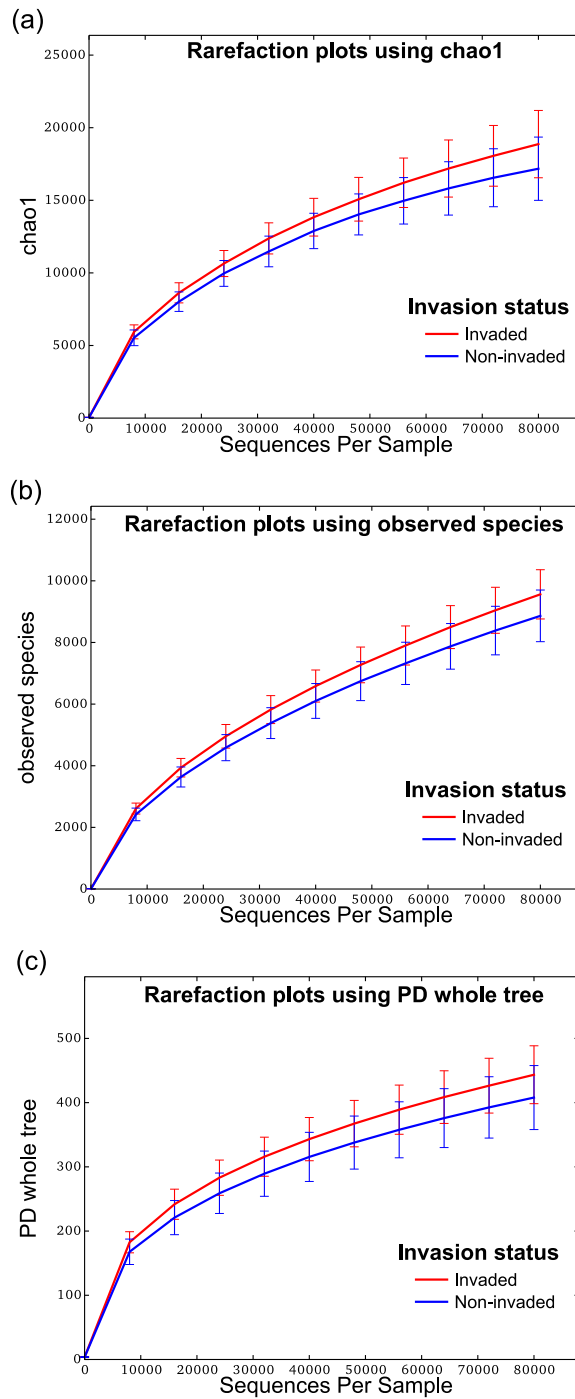 (a)
Rarefaction plots using chao1
25000
20000
15000
10000
5000
0
chao1
Invasion status
Invaded
Non-invaded
0 10000 20000 30000 40000 50000 60000 70000 80000
Sequences Per Sample
(b)
Rarefaction plots using observed species
12000
10000
8000
6000
4000
2000
0
observed species
Invasion status
Invaded
Non-invaded
0 10000 20000 30000 40000 50000 60000 70000 80000
Sequences Per Sample
(c)
Rarefaction plots using PD whole tree
500
400
300
200
100
0
PD whole tree
Invasion status
Invaded
Non-invaded
0 10000 20000 30000 40000 50000 60000 70000 80000
Sequences Per Sample